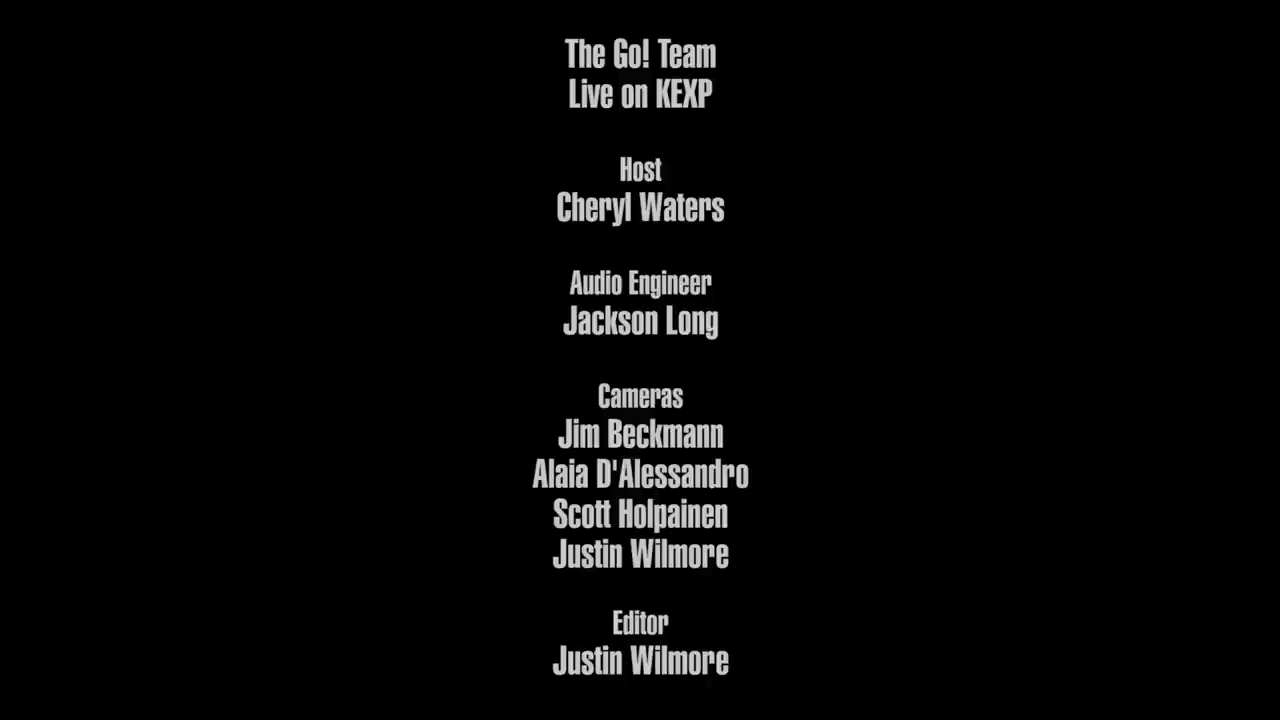 The Go! Team
Live on KEXP
Host
Cheryl Waters
Audio Engineer
Jackson Long
Cameras
Jim Beckmann
Alaia D'Alessandro
Scott Holpainen
Justin Wilmore
Editor
Justin Wilmore